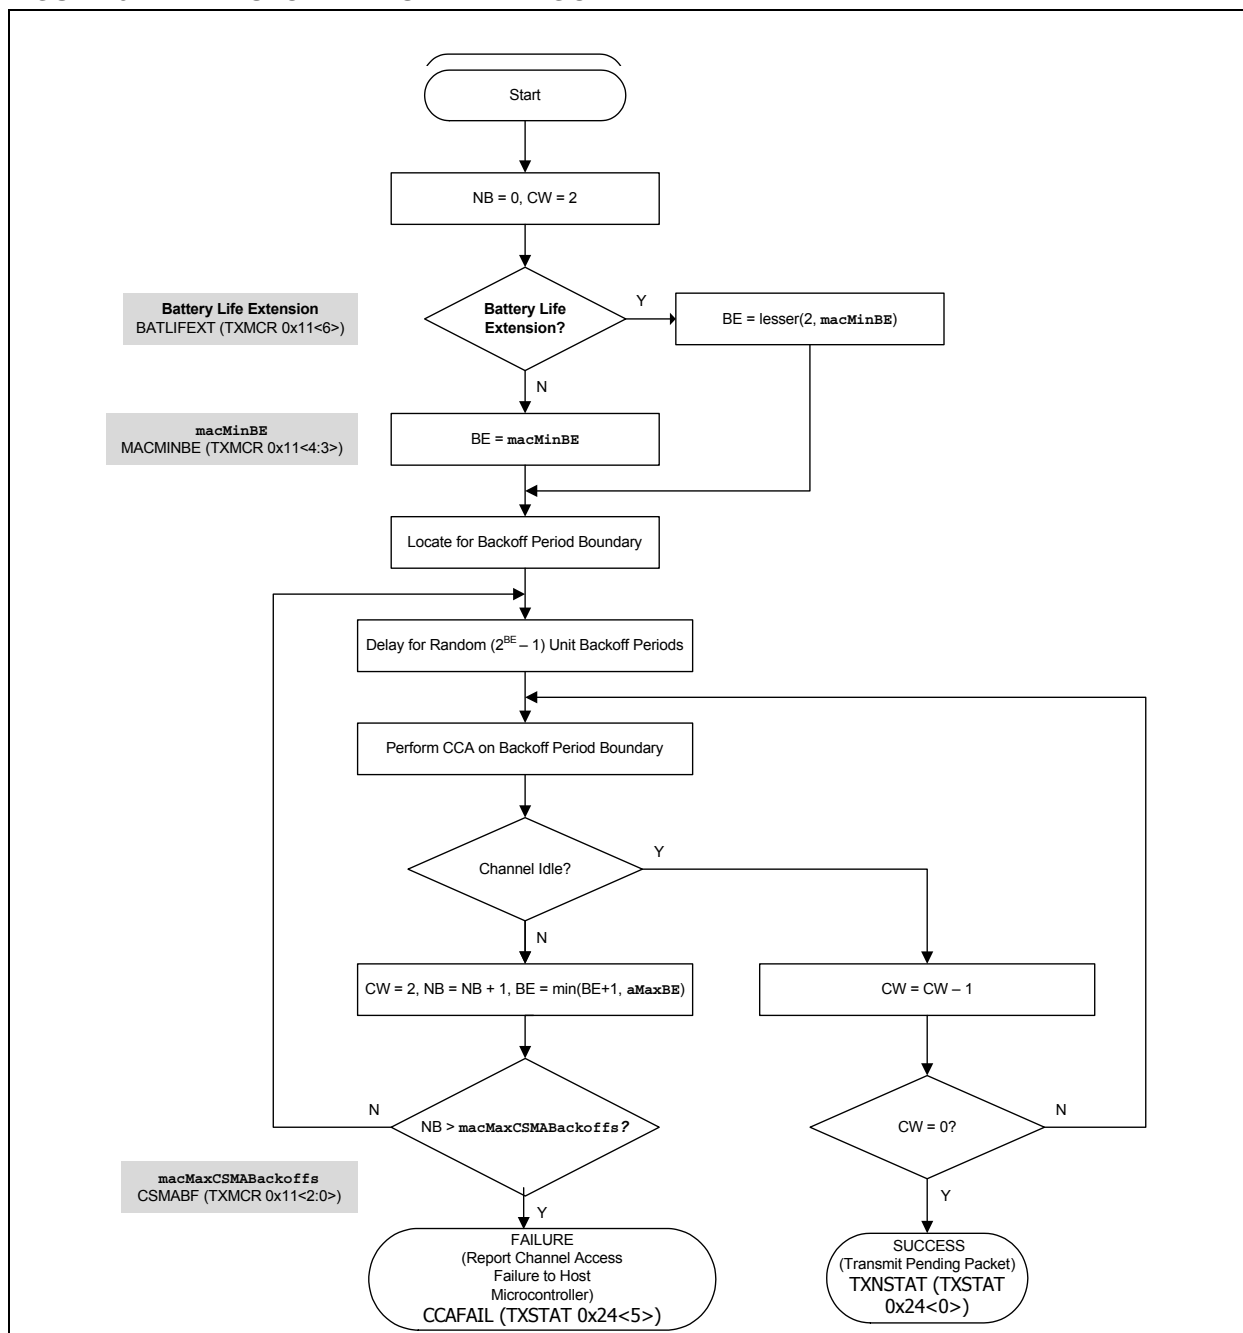 Start
NB = 0, CW = 2
Battery Life Extension
BATLIFEXT (TXMCR 0x11<6>)
Battery Life
Extension?
Y
BE = lesser(2, macMinBE)
N
macMinBE
MACMINBE (TXMCR 0x11<4:3>)
BE = macMinBE
Locate for Backoff Period Boundary
Delay for Random (2^BE – 1) Unit Backoff Periods
Perform CCA on Backoff Period Boundary
Channel Idle?
Y
N
CW = 2, NB = NB + 1, BE = min(BE+1, aMaxBE)
CW = CW – 1
N
NB > macMaxCSMABackoffs?
CW = 0?
N
macMaxCSMABackoffs
CSMABF (TXMCR 0x11<2:0>)
Y
Y
FAILURE
(Report Channel Access
Failure to Host
Microcontroller)
CCAFAIL (TXSTAT 0x24<5>)
SUCCESS
(Transmit Pending Packet)
TXNSTAT (TXSTAT
0x24<0>)